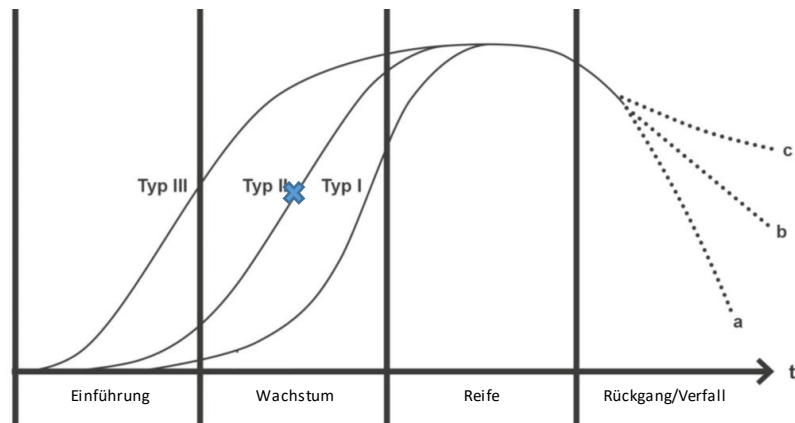 Typ III
Typ II
Typ I
c
b
a
t
Einführung
Wachstum
Reife
Rückgang/Verfall